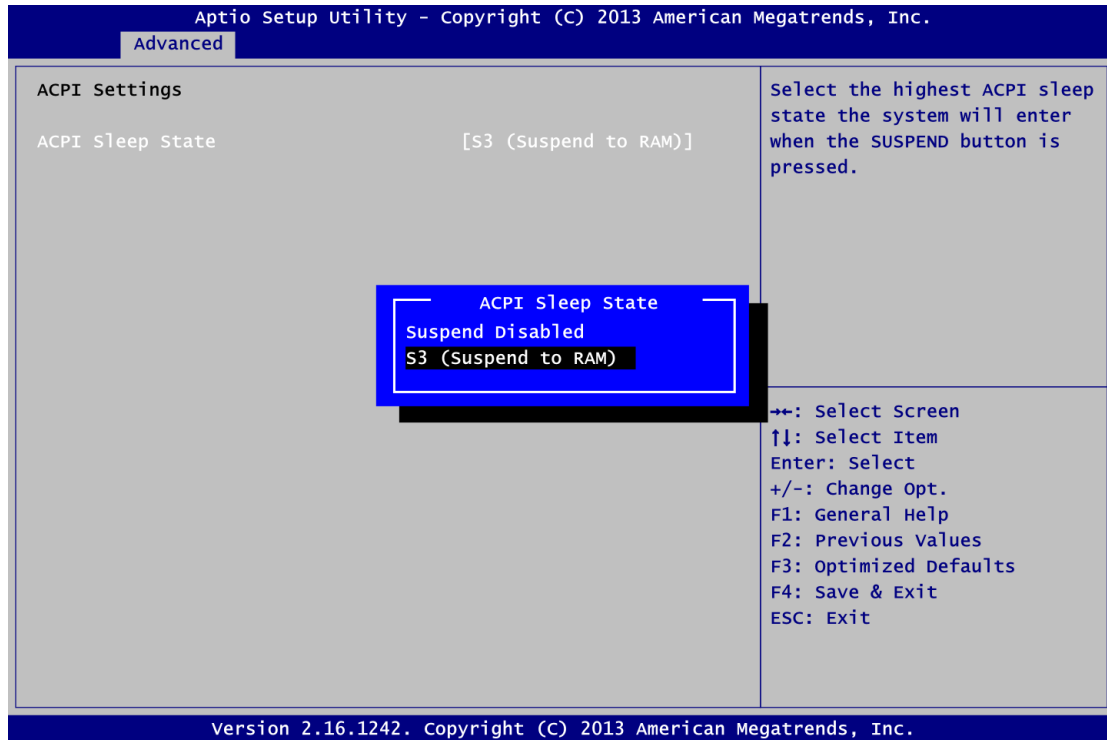 Aptio Setup Utility - Copyright (C) 2013 American Megatrends, Inc.
Advanced
ACPI Settings
ACPI Sleep State [S3 (Suspend to RAM)]
Select the highest ACPI sleep
state the system will enter
when the SUSPEND button is
pressed.
ACPI Sleep State
Suspend Disabled
S3 (Suspend to RAM)
→←: Select Screen
↑↓: Select Item
Enter: Select
+/-: Change Opt.
F1: General Help
F2: Previous Values
F3: Optimized Defaults
F4: Save & Exit
ESC: Exit
Version 2.16.1242. Copyright (C) 2013 American Megatrends, Inc.